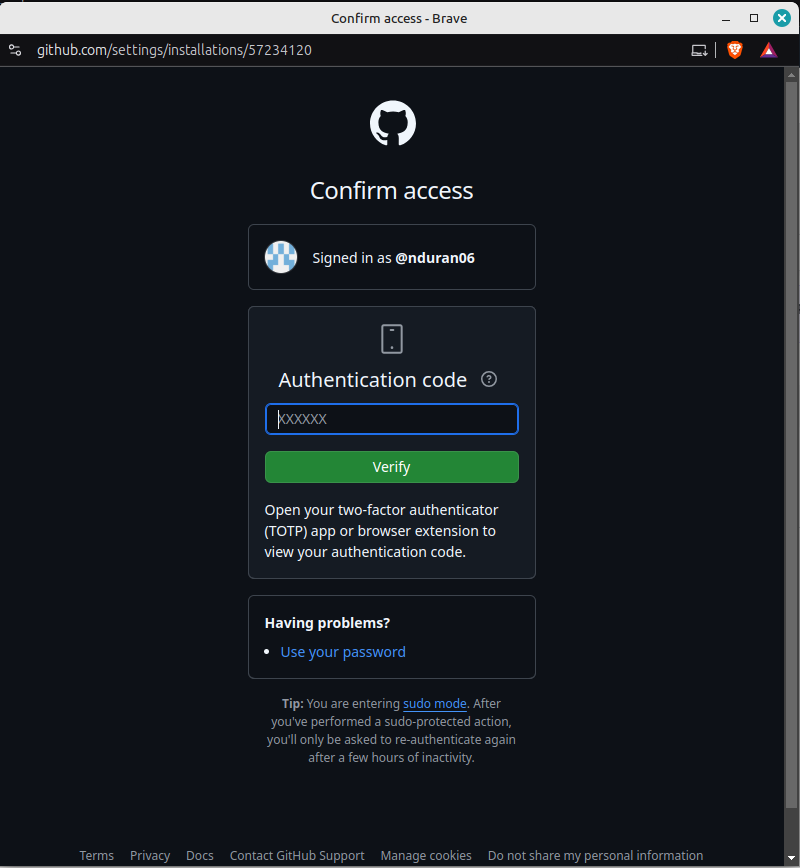 Confirm access - Brave
github.com/settings/installations/57234120
Confirm access
Signed in as @nduran06
Authentication code ?
XXXXXX
Verify
Open your two-factor authenticator
(TOTP) app or browser extension to
view your authentication code.
Having problems?
• Use your password
Tip: You are entering sudo mode. After
you've performed a sudo-protected action,
you'll only be asked to re-authenticate again
after a few hours of inactivity.
Terms Privacy Docs Contact GitHub Support Manage cookies Do not share my personal information